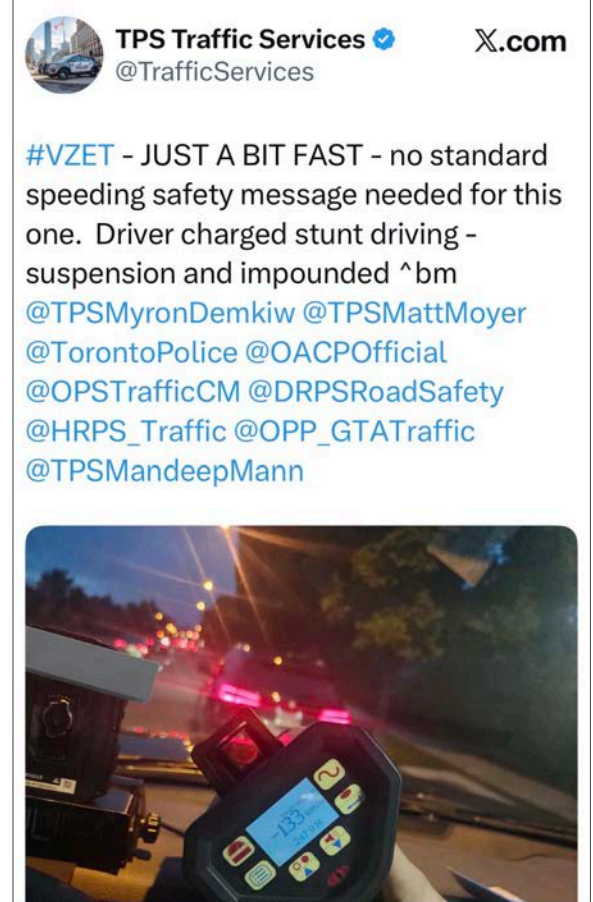 TPS Traffic Services
X.com
@TrafficServices
#VZET - JUST A BIT FAST - no standard
speeding safety message needed for this
one.  Driver charged stunt driving -
suspension and impounded ^bm
@TPSMyronDemkiw @TPSMattMoyer
@TorontoPolice @OACPOfficial
@OPSTrafficCM @DRPSRoadSafety
@HRPS_Traffic @OPP_GTATraffic
@TPSMandeepMann
-133